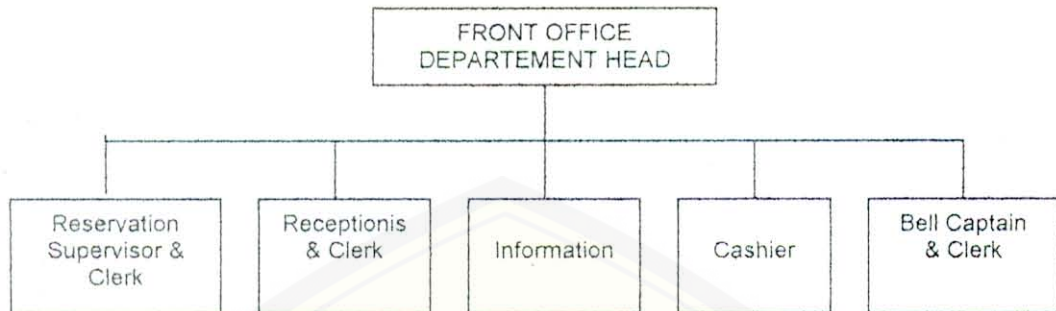 FRONT OFFICE
DEPARTEMENT HEAD
Reservation
Supervisor &
Clerk
Receptionis
& Clerk
Information
Cashier
Bell Captain
& Clerk